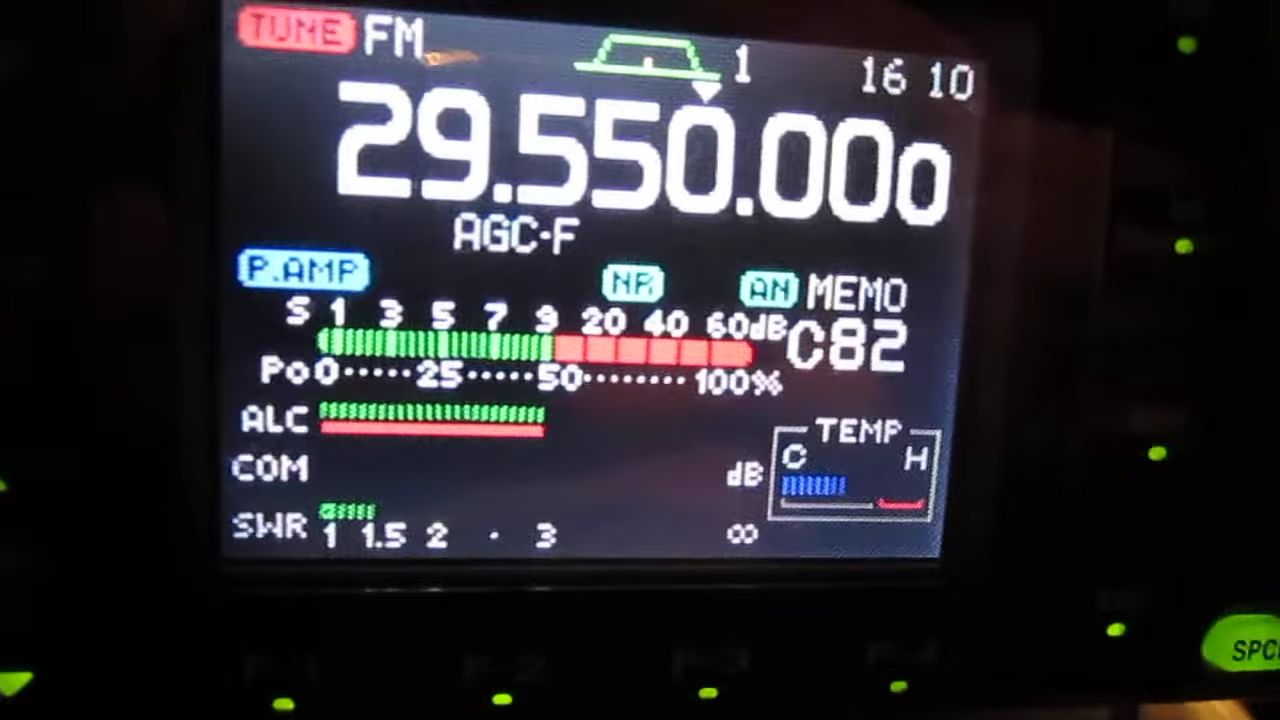 TUNE FM 1 16 10
29.550.000
AGC-F
P.AMP NR AN MEMO
S 1 3 5 7 9 20 40 60dB C82
Po 0·····25·····50········100%
ALC TEMP
COM dB C H
SWR 1 1.5 2 · 3 ∞
F-1 F-2 F-3 F-4